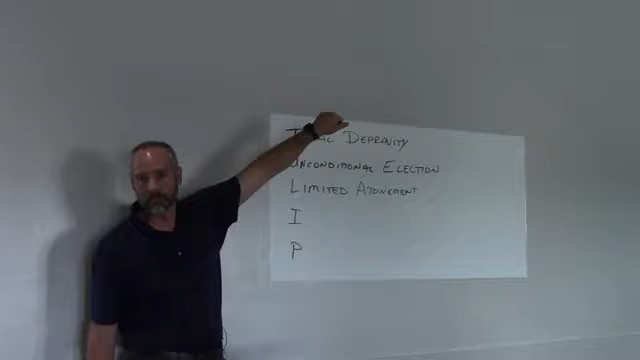 TOTAL DEPRAVITY
UNCONDITIONAL ELECTION
LIMITED ATONEMENT
I
P